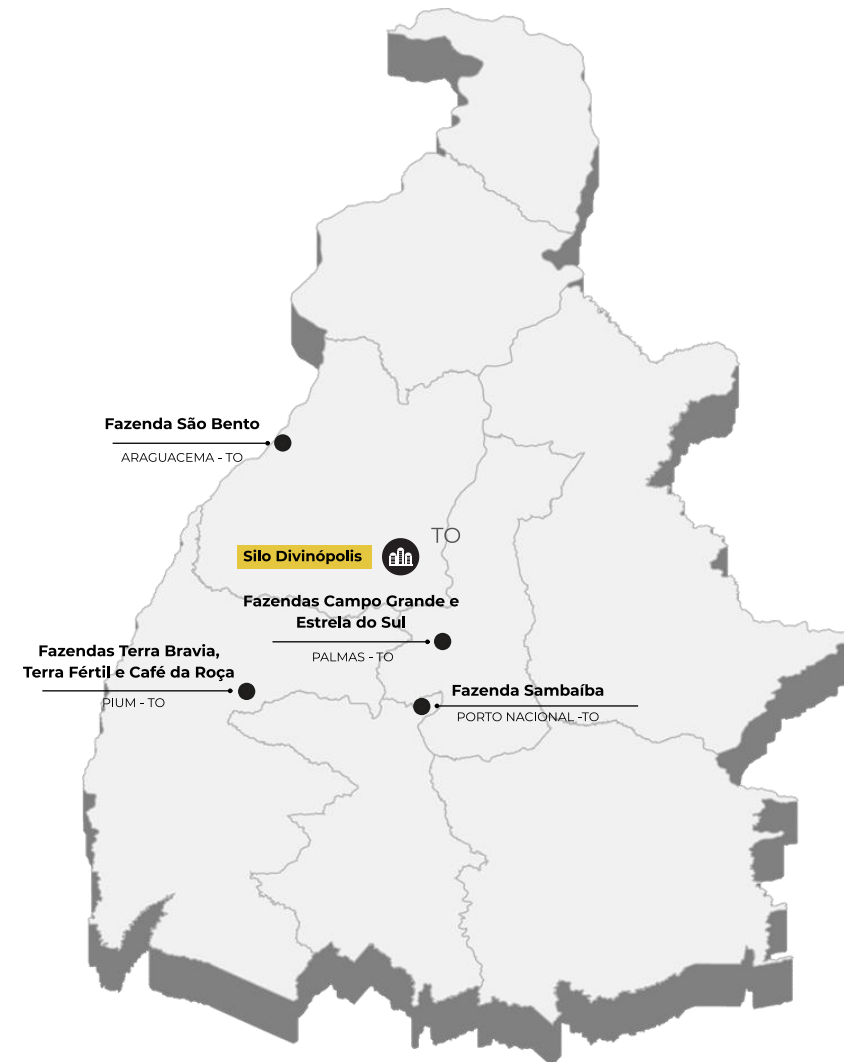 Fazenda São Bento
ARAGUACEMA - TO
TO
Silo Divinópolis
Fazendas Campo Grande e
Estrela do Sul
PALMAS - TO
Fazendas Terra Bravia,
Terra Fértil e Café da Roça
PIUM - TO
Fazenda Sambaíba
PORTO NACIONAL -TO